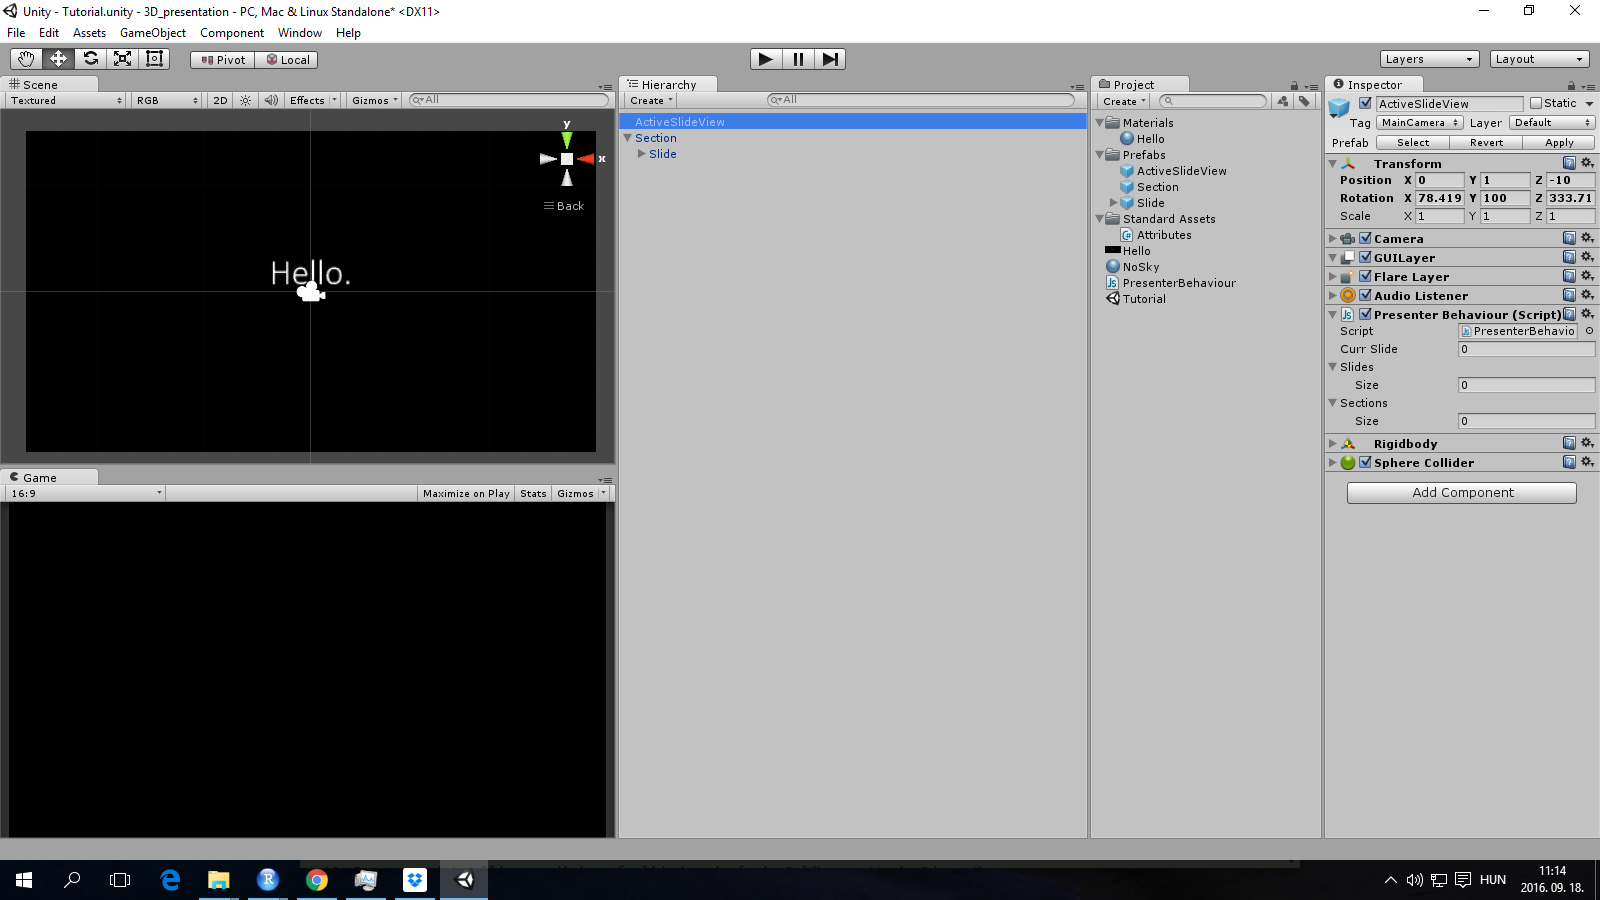 Unity - Tutorial.unity - 3D_presentation - PC, Mac & Linux Standalone* <DX11>
File Edit Assets GameObject Component Window Help
Pivot Local Layers Layout
Scene
Textured RGB 2D Effects Gizmos All
y
x
Back
Hello.
Game
16:9 Maximize on Play Stats Gizmos
Hierarchy
Create All
ActiveSlideView
Section
Slide
Project
Create
Materials
Hello
Prefabs
ActiveSlideView
Section
Slide
Standard Assets
Attributes
Hello
NoSky
PresenterBehaviour
Tutorial
Inspector
ActiveSlideView Static
Tag MainCamera Layer Default
Prefab Select Revert Apply
Transform
Position X 0 Y 1 Z -10
Rotation X 78.419 Y 100 Z 333.71
Scale X 1 Y 1 Z 1
Camera
GUILayer
Flare Layer
Audio Listener
Presenter Behaviour (Script)
Script PresenterBehavio
Curr Slide 0
Slides
Size 0
Sections
Size 0
Rigidbody
Sphere Collider
Add Component
HUN
11:14
2016. 09. 18.